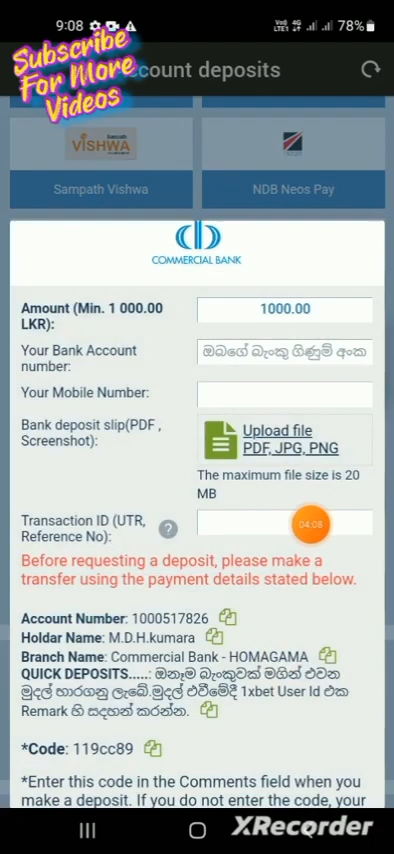 9:08
78%
Subscribe
For More
Videos
count deposits
Sampath
VISHWA
Sampath Vishwa
NDB Neos Pay
COMMERCIAL BANK
Amount (Min. 1 000.00
LKR):
1000.00
Your Bank Account
number:
ඔබගේ බැංකු ගිණුම් අංක
Your Mobile Number:
Bank deposit slip(PDF ,
Screenshot):
Upload file
PDF, JPG, PNG
The maximum file size is 20
MB
Transaction ID (UTR,
Reference No):
?
04:08
Before requesting a deposit, please make a
transfer using the payment details stated below.
Account Number: 1000517826
Holdar Name: M.D.H.kumara
Branch Name: Commercial Bank - HOMAGAMA
QUICK DEPOSITS.....: ඔනෑම බැංකුවක් මගින් එවන
මුදල් භාරගනු ලැබේ.මුදල් එවීමේදී 1xbet User Id එක
Remark හි සදහන් කරන්න.
*Code: 119cc89
*Enter this code in the Comments field when you
make a deposit. If you do not enter the code, your
XRecorder